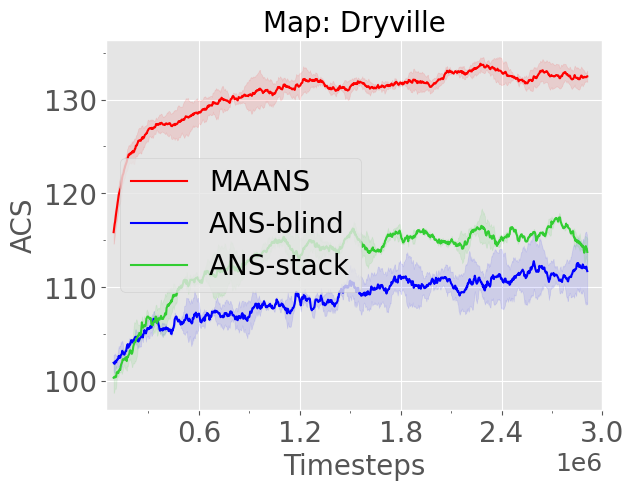 Map: Dryville
ACS
130
120
110
100
MAANS
ANS-blind
ANS-stack
0.6 1.2 1.8 2.4 3.0
Timesteps
1e6